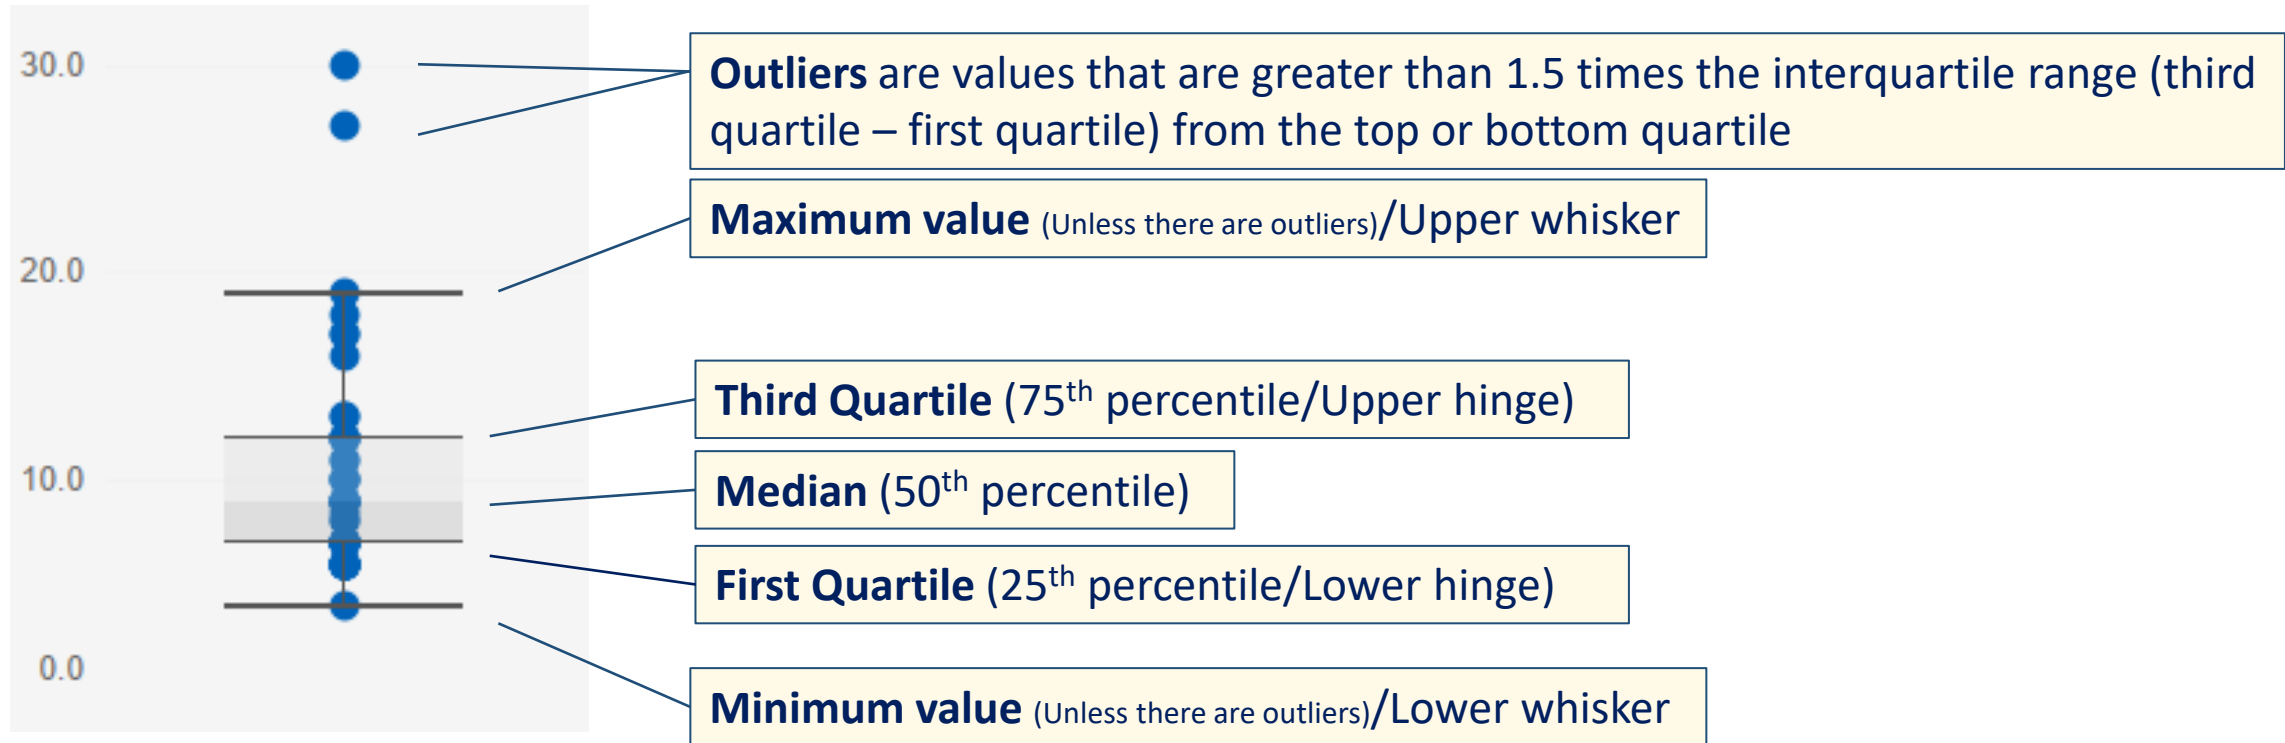 30.0
20.0
10.0
0.0
Outliers are values that are greater than 1.5 times the interquartile range (third
quartile – first quartile) from the top or bottom quartile
Maximum value (Unless there are outliers)/Upper whisker
Third Quartile (75th percentile/Upper hinge)
Median (50th percentile)
First Quartile (25th percentile/Lower hinge)
Minimum value (Unless there are outliers)/Lower whisker